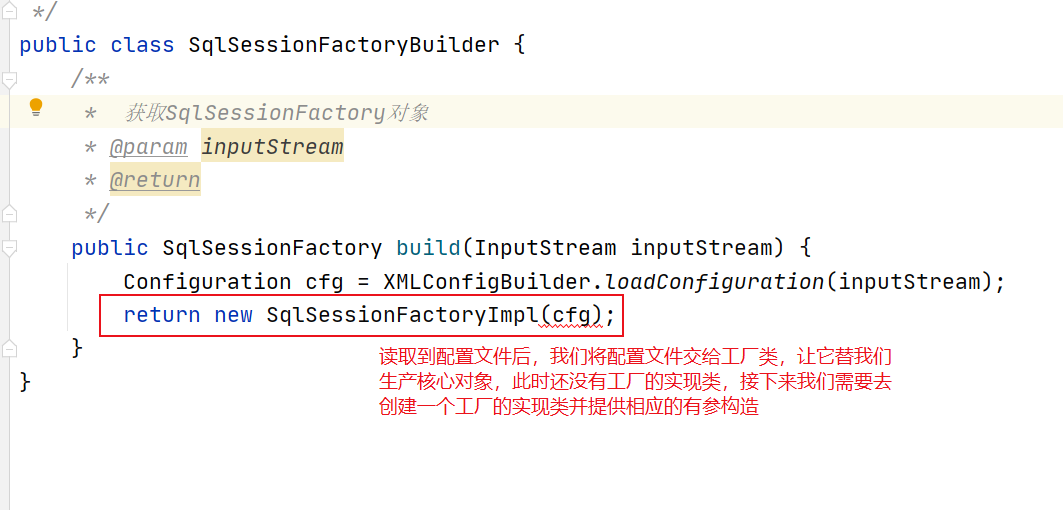 */
public class SqlSessionFactoryBuilder {
/**
* 获取SqlSessionFactory对象
* @param inputStream
* @return
*/
public SqlSessionFactory build(InputStream inputStream) {
Configuration cfg = XMLConfigBuilder.loadConfiguration(inputStream);
return new SqlSessionFactoryImpl(cfg);
}
读取到配置文件后，我们将配置文件交给工厂类，让它替我们
生产核心对象，此时还没有工厂的实现类，接下来我们需要去
创建一个工厂的实现类并提供相应的有参构造
}